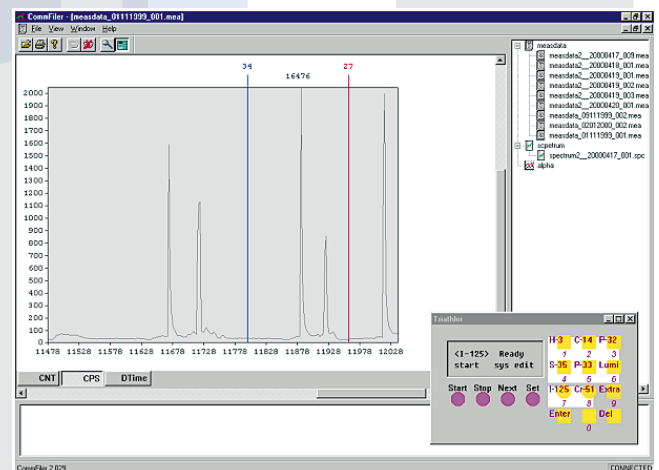 CommFiler - [measdata_01111999_001.mea]
File View Window Help
34
27
16476
2000
1900
1800
1700
1600
1500
1400
1300
1200
1100
1000
900
800
700
600
500
400
300
200
100
0
11478 11528 11578 11628 11678 11728 11778 11828 11878 11928 11978 12028
CNT CPS DTime
measdata
measdata2__20000417_009.mea
measdata2__20000418_001.mea
measdata2__20000419_001.mea
measdata2__20000419_002.mea
measdata2__20000419_003.mea
measdata2__20000420_001.mea
measdata_09111999_002.mea
measdata_02012000_002.mea
measdata_01111999_001.mea
scpetrum
spectrum2__20000417_001.spc
alpha
Triathler
<I-125> Ready
start sys edit
Start Stop Next Set
H-3 C-14 P-32
1 2 3
S-35 P-33 Lumi
4 5 6
I-125 Cr-51 Extra
7 8 9
Enter Del
0
CommFiler 2.029
CONNECTED